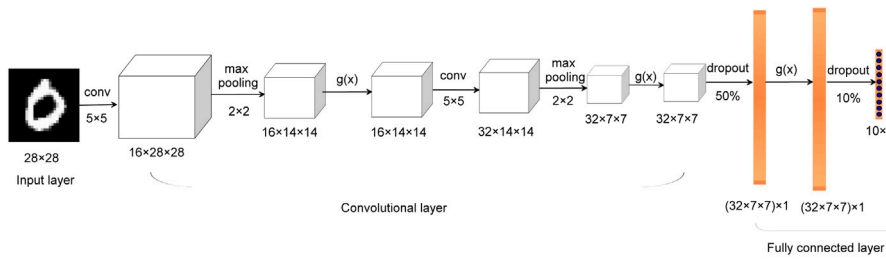 conv
5×5
max
pooling
2×2
g(x)
conv
5×5
max
pooling
2×2
g(x)
dropout
50%
g(x)
dropout
10%
28×28
16×28×28
16×14×14
16×14×14
32×14×14
32×7×7
32×7×7
10×
Input layer
Convolutional layer
(32×7×7)×1
(32×7×7)×1
Fully connected layer